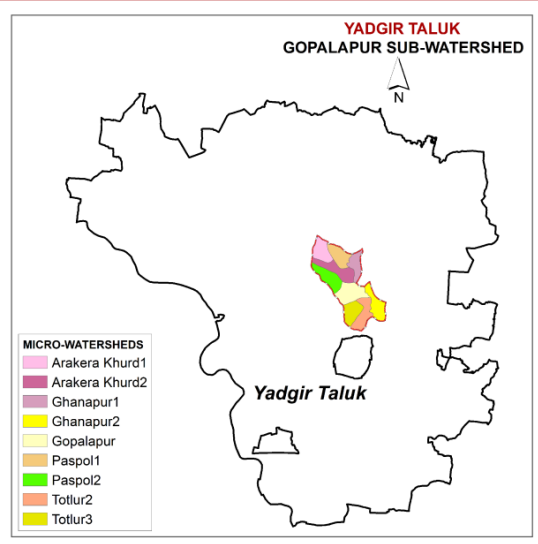 YADGIR TALUK
GOPALAPUR SUB-WATERSHED
N
Yadgir Taluk
MICRO-WATERSHEDS
Arakera Khurd1
Arakera Khurd2
Ghanapur1
Ghanapur2
Gopalapur
Paspol1
Paspol2
Totlur2
Totlur3